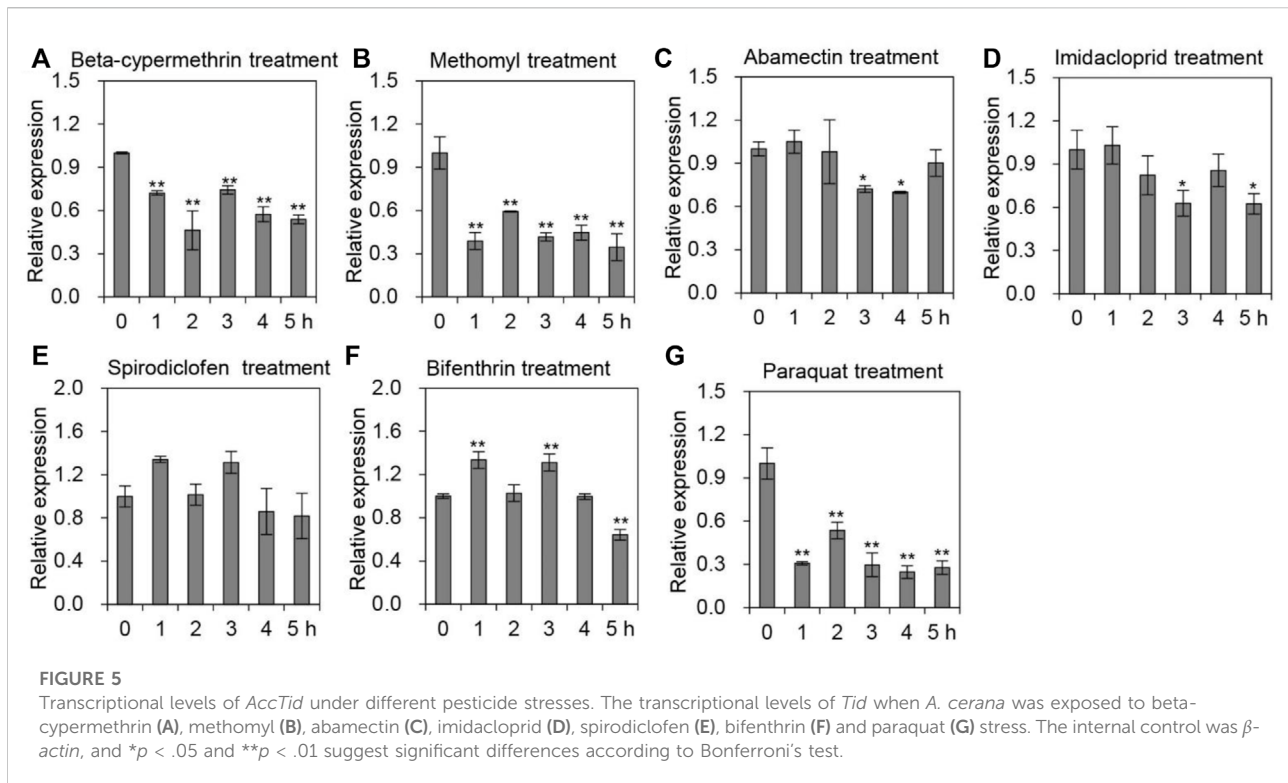 A
Beta-cypermethrin treatment
Relative expression
1.5
1.2
0.9
0.6
0.3
0.0
** ** ** ** **
0 1 2 3 4 5 h
B
Methomyl treatment
Relative expression
1.5
1.2
0.9
0.6
0.3
0.0
** ** ** ** **
0 1 2 3 4 5 h
C
Abamectin treatment
Relative expression
1.5
1.2
0.9
0.6
0.3
0.0
* *
0 1 2 3 4 5 h
D
Imidacloprid treatment
Relative expression
1.5
1.2
0.9
0.6
0.3
0.0
* *
0 1 2 3 4 5 h
E
Spirodiclofen treatment
Relative expression
2.0
1.6
1.2
0.8
0.4
0.0
0 1 2 3 4 5 h
F
Bifenthrin treatment
Relative expression
2.0
1.6
1.2
0.8
0.4
0.0
** ** **
0 1 2 3 4 5 h
G
Paraquat treatment
Relative expression
1.5
1.2
0.9
0.6
0.3
0.0
** ** ** ** **
0 1 2 3 4 5 h
FIGURE 5
Transcriptional levels of AccTid under different pesticide stresses. The transcriptional levels of Tid when A. cerana was exposed to beta-
cypermethrin (A), methomyl (B), abamectin (C), imidacloprid (D), spirodiclofen (E), bifenthrin (F) and paraquat (G) stress. The internal control was β-
actin, and *p < .05 and **p < .01 suggest significant differences according to Bonferroni's test.